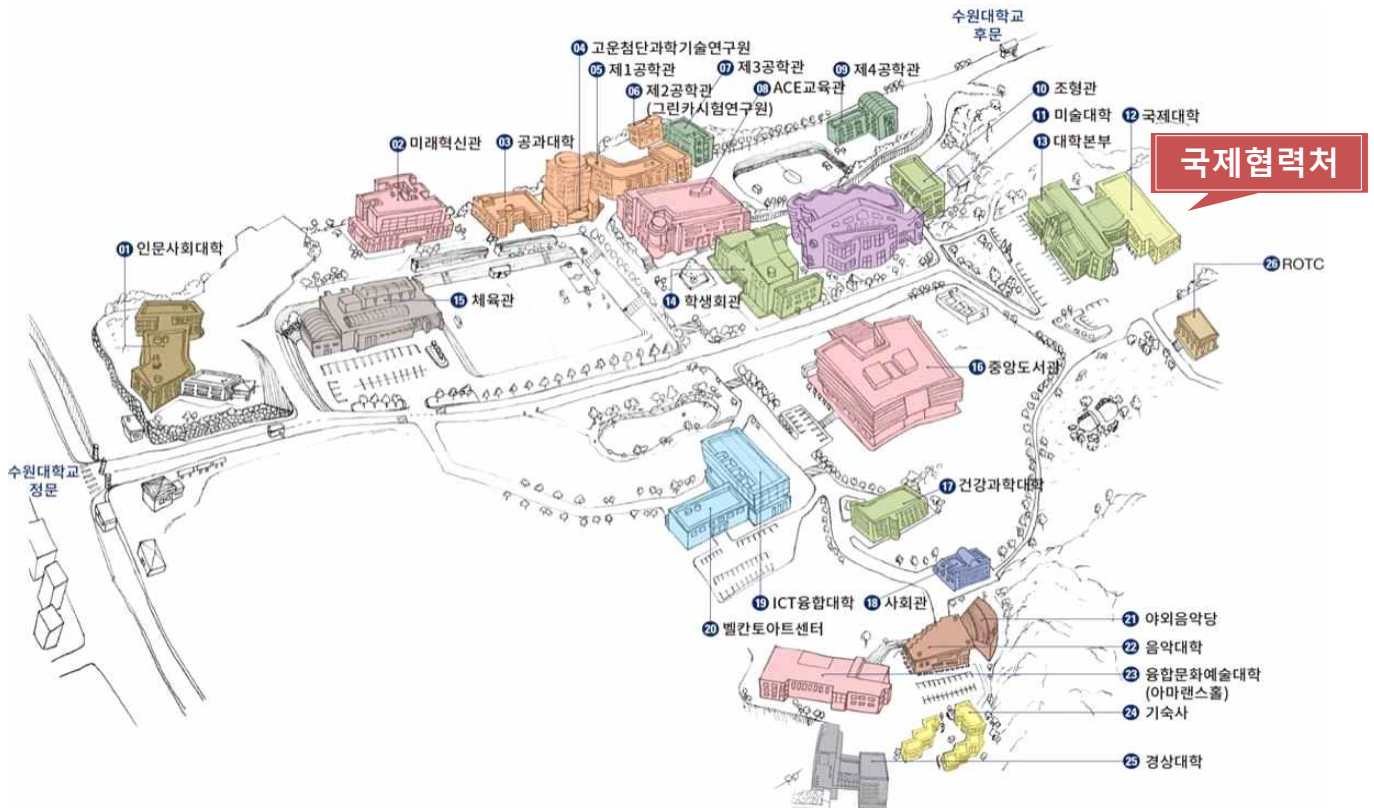 수원대학교
후문
04 고운첨단과학기술연구원
05 제1공학관
07 제3공학관
09 제4공학관
06 제2공학관
(그린카시험연구원)
08 ACE교육관
10 조형관
11 미술대학
12 국제대학
02 미래혁신관
03 공과대학
13 대학본부
국제협력처
01 인문사회대학
26 ROTC
15 체육관
14 학생회관
16 중앙도서관
수원대학교
정문
17 건강과학대학
19 ICT융합대학
18 사회관
20 벨칸토아트센터
21 야외음악당
22 음악대학
23 융합문화예술대학
(아마랜스홀)
24 기숙사
25 경상대학